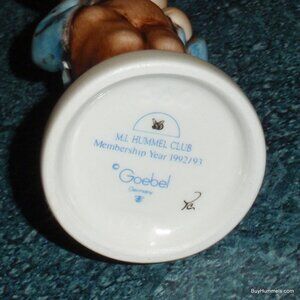 M.I. HUMMEL CLUB
Membership Year 1992/93
© Goebel
Germany
BuyHummels.com